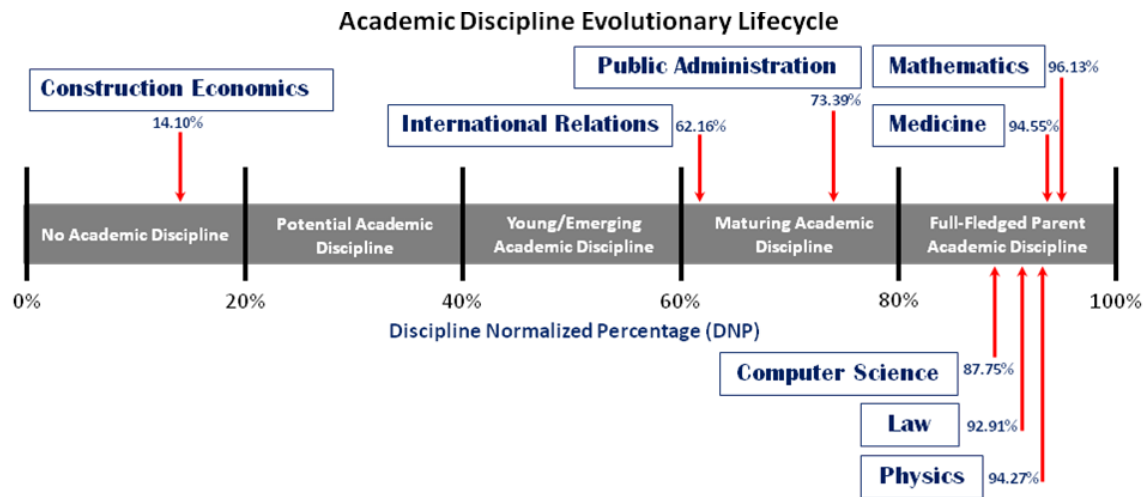 Academic Discipline Evolutionary Lifecycle
Construction Economics
14.10%
International Relations
62.16%
Public Administration
73.39%
Mathematics
96.13%
Medicine
94.55%
No Academic Discipline
Potential Academic
Discipline
Young/Emerging
Academic Discipline
Maturing Academic
Discipline
Full-Fledged Parent
Academic Discipline
0%
20%
40%
60%
80%
100%
Discipline Normalized Percentage (DNP)
Computer Science
87.75%
Law
92.91%
Physics
94.27%